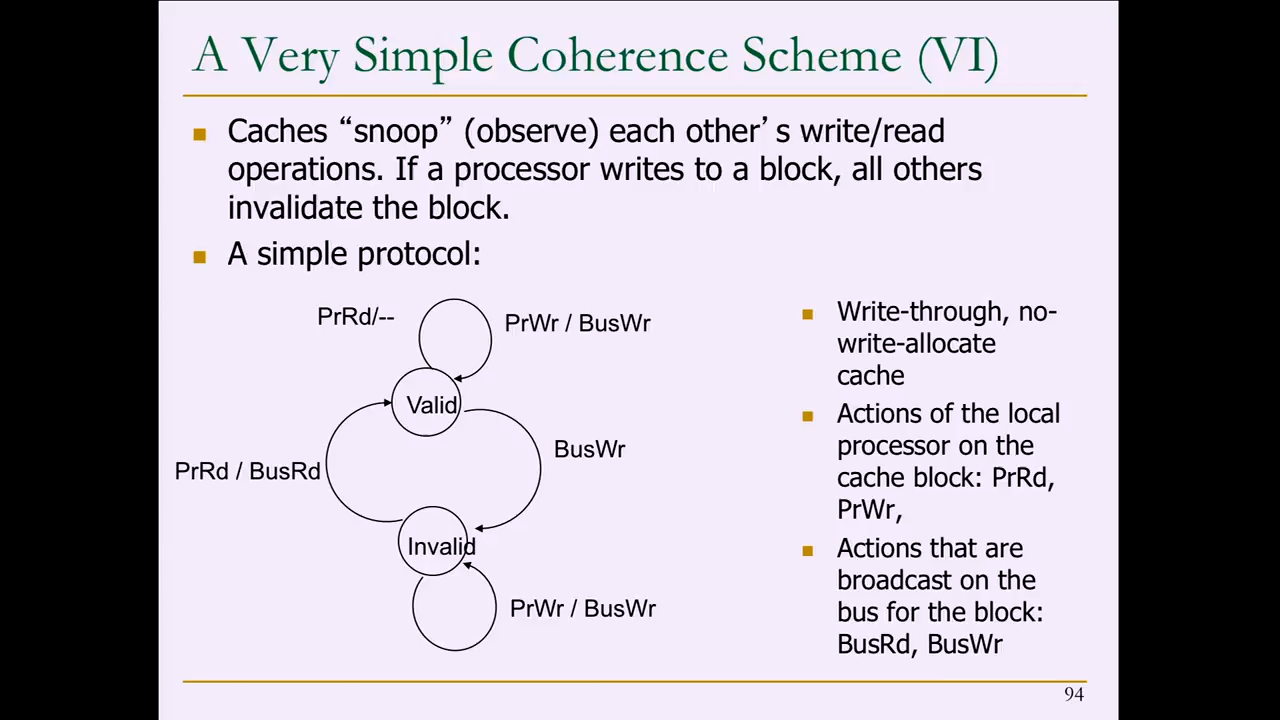 A Very Simple Coherence Scheme (VI)
Caches “snoop” (observe) each other’s write/read
operations. If a processor writes to a block, all others
invalidate the block.
A simple protocol:
PrRd/--
PrWr / BusWr
Valid
BusWr
PrRd / BusRd
Invalid
PrWr / BusWr
Write-through, no-
write-allocate
cache
Actions of the local
processor on the
cache block: PrRd,
PrWr,
Actions that are
broadcast on the
bus for the block:
BusRd, BusWr
94